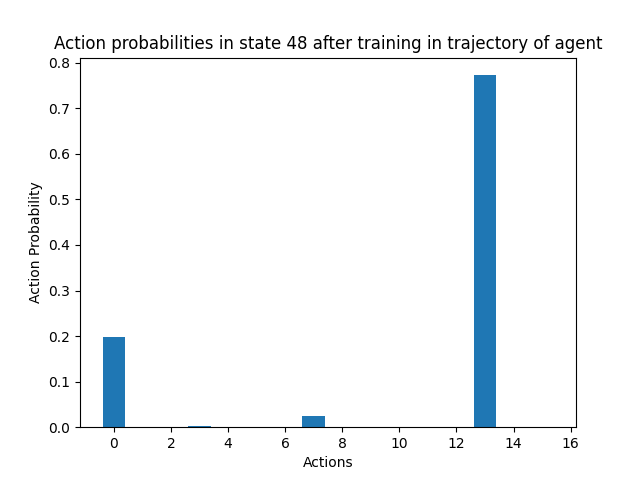 Action probabilities in state 48 after training in trajectory of agent
0.8
0.7
0.6
0.5
0.4
0.3
0.2
0.1
0.0
Action Probability
0 2 4 6 8 10 12 14 16
Actions